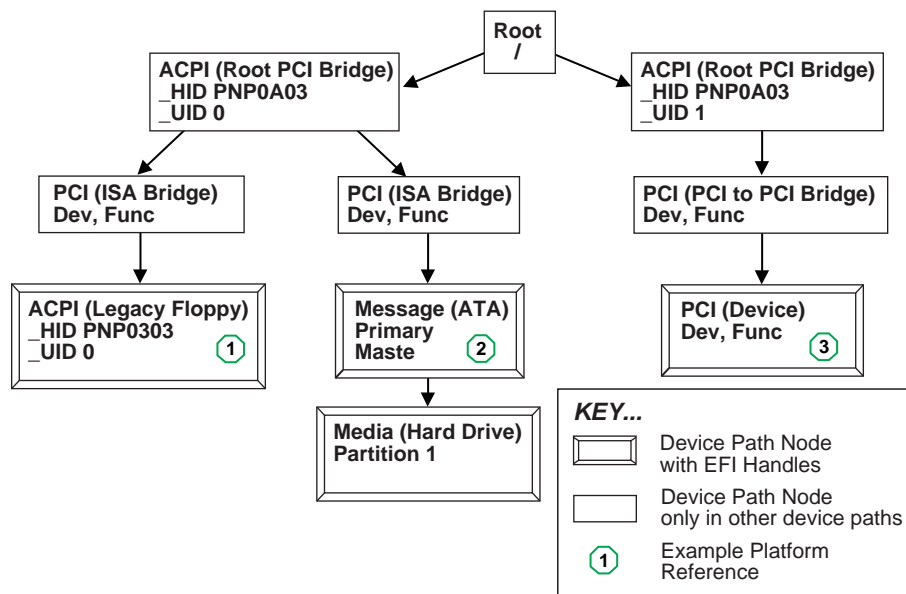 Root
/
ACPI (Root PCI Bridge)
_HID PNP0A03
_UID 0
ACPI (Root PCI Bridge)
_HID PNP0A03
_UID 1
PCI (ISA Bridge)
Dev, Func
PCI (ISA Bridge)
Dev, Func
PCI (PCI to PCI Bridge)
Dev, Func
ACPI (Legacy Floppy)
_HID PNP0303
_UID 0
1
Message (ATA)
Primary
Maste
2
PCI (Device)
Dev, Func
3
Media (Hard Drive)
Partition 1
KEY...
Device Path Node
with EFI Handles
Device Path Node
only in other device paths
1
Example Platform
Reference